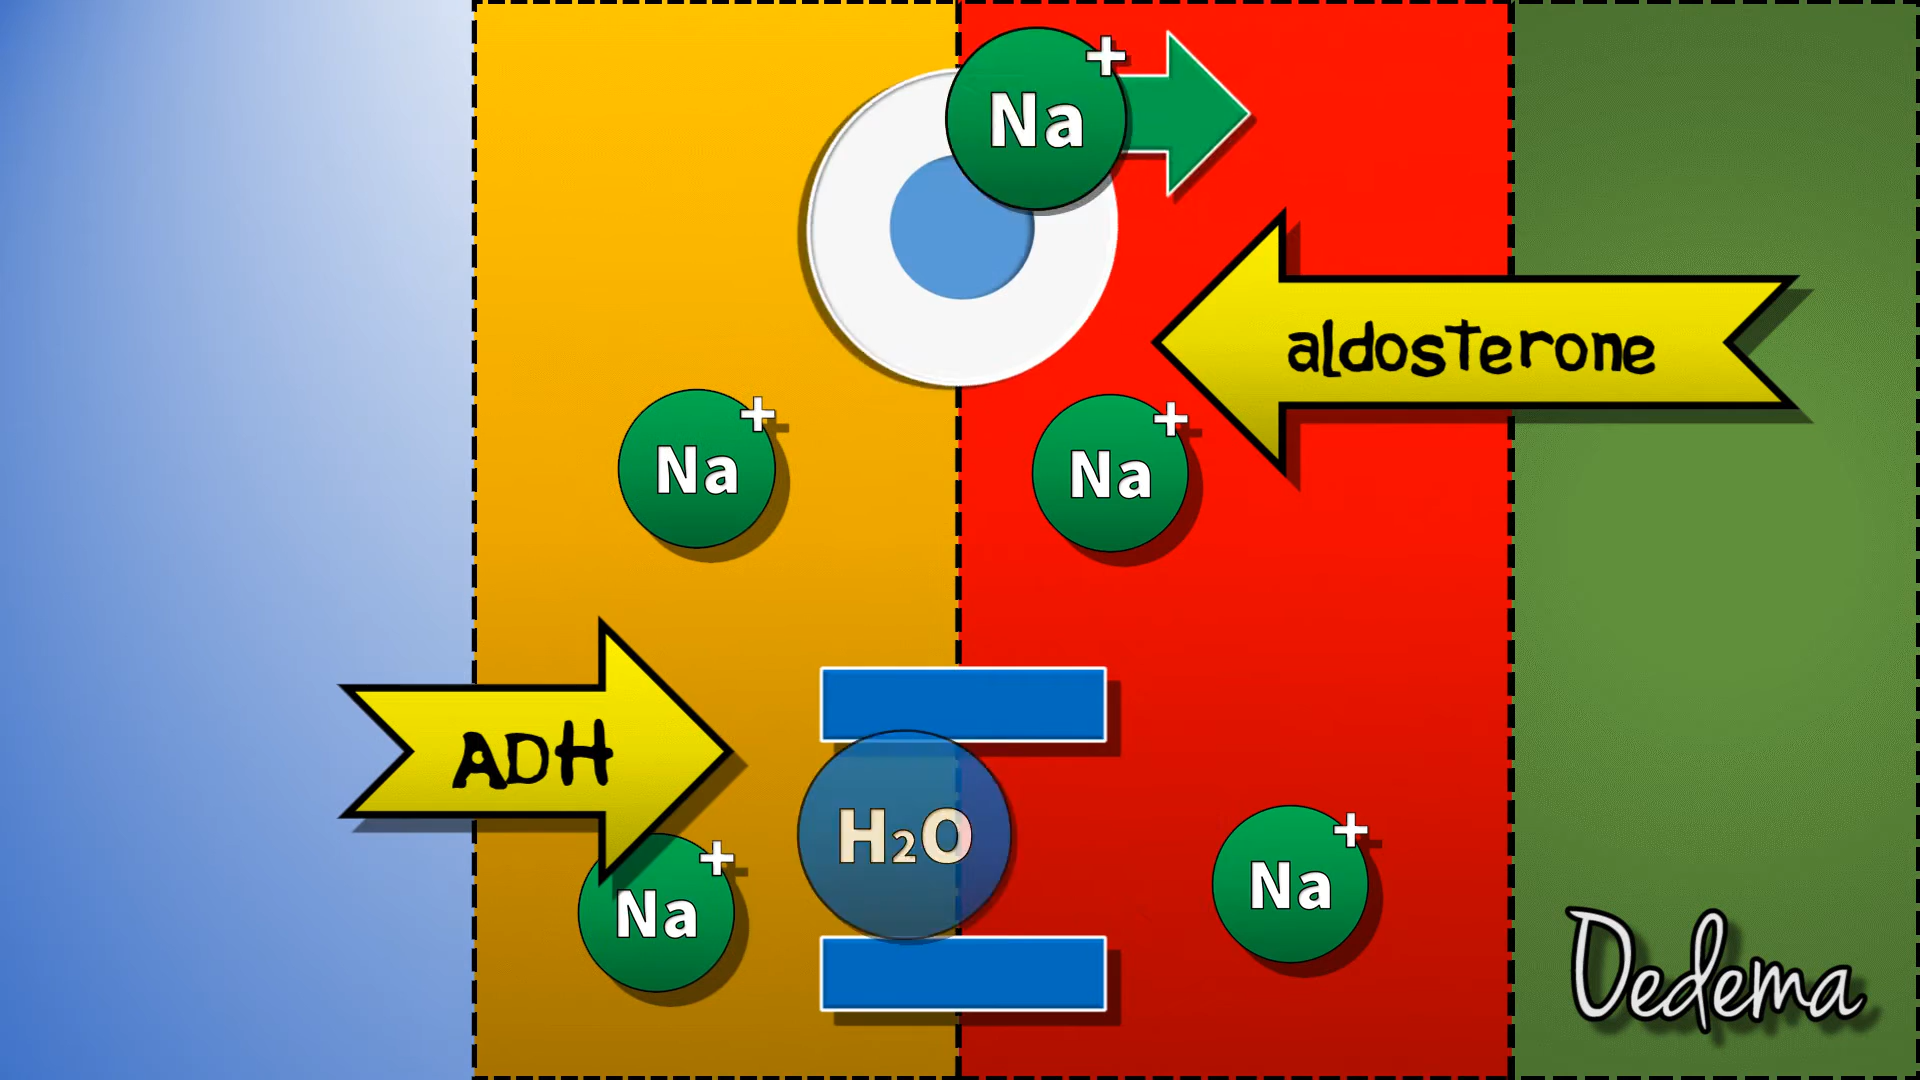 Na+
aldosterone
Na+
Na+
ADH
H₂O
Na+
Na+
Oedema